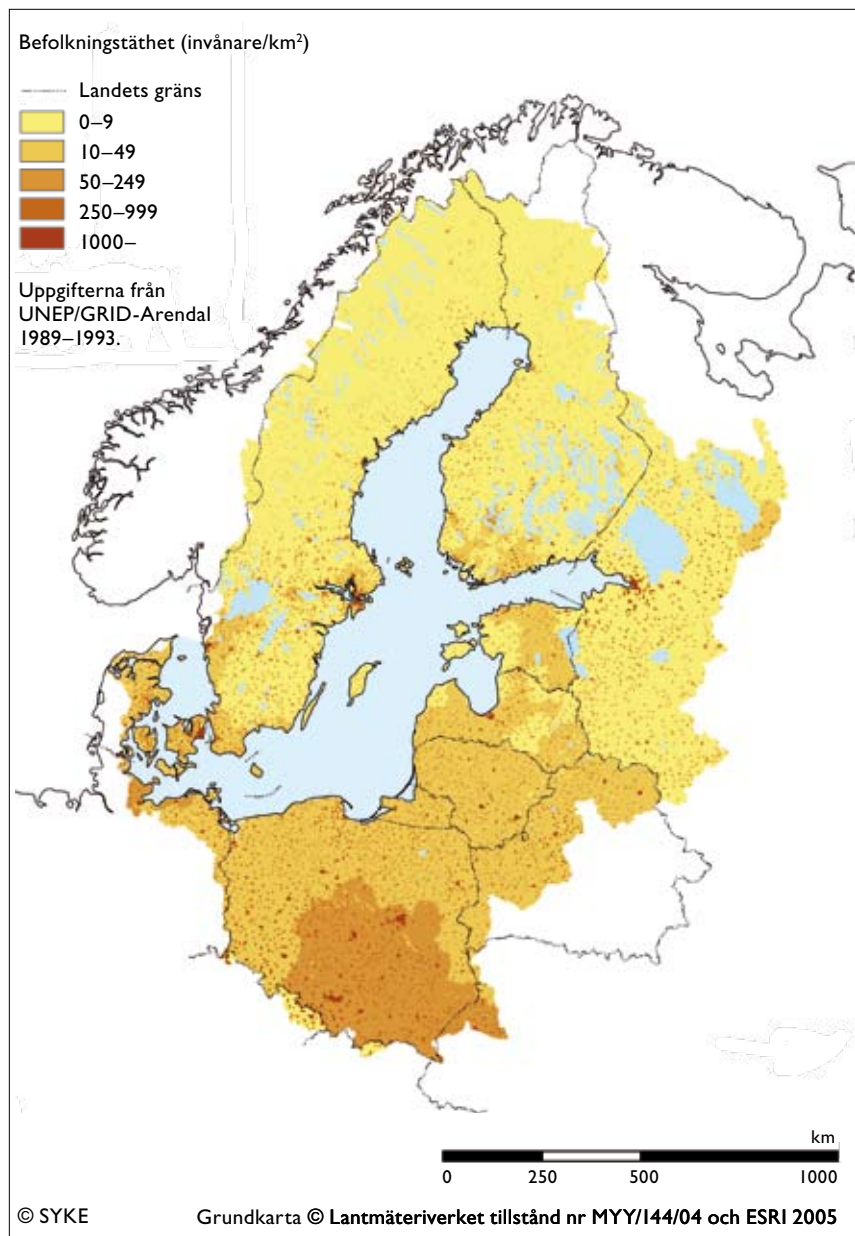 Befolkningstäthet (invånare/km²)
Landets gräns
0–9
10–49
50–249
250–999
1000–
Uppgifterna från
UNEP/GRID-Arendal
1989–1993.
km
0 250 500 1000
© SYKE Grundkarta © Lantmäteriverket tillstånd nr MYY/144/04 och ESRI 2005